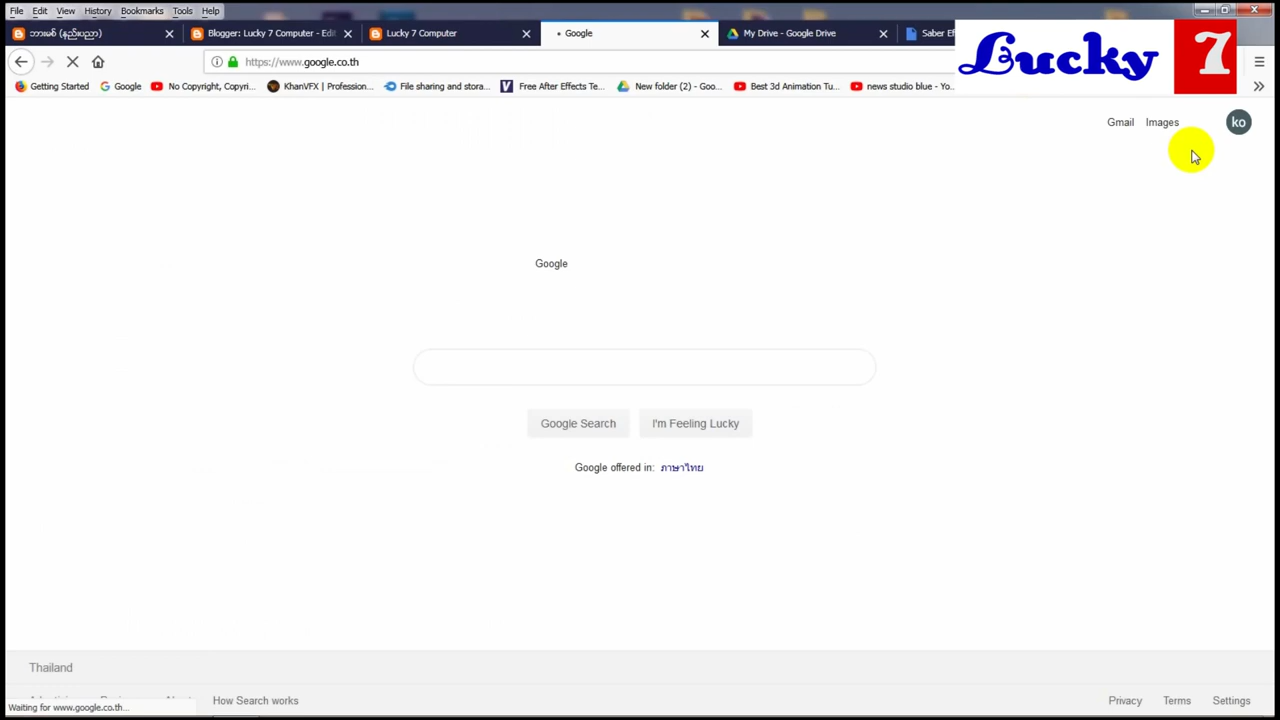 File Edit View History Bookmarks Tools Help
ဘားမစ် (နည်းပညာ) Blogger: Lucky 7 Computer - Edi Lucky 7 Computer Google My Drive - Google Drive Saber Ef
Lucky 7
https://www.google.co.th
Getting Started Google No Copyright, Copyri... KhanVFX | Profession... File sharing and stora... Free After Effects Te... New folder (2) - Goo... Best 3d Animation Tu... news studio blue - Yo...
Gmail Images ko
Google
Google Search I'm Feeling Lucky
Google offered in: ภาษาไทย
Thailand
How Search works Privacy Terms Settings
Waiting for www.google.co.th...